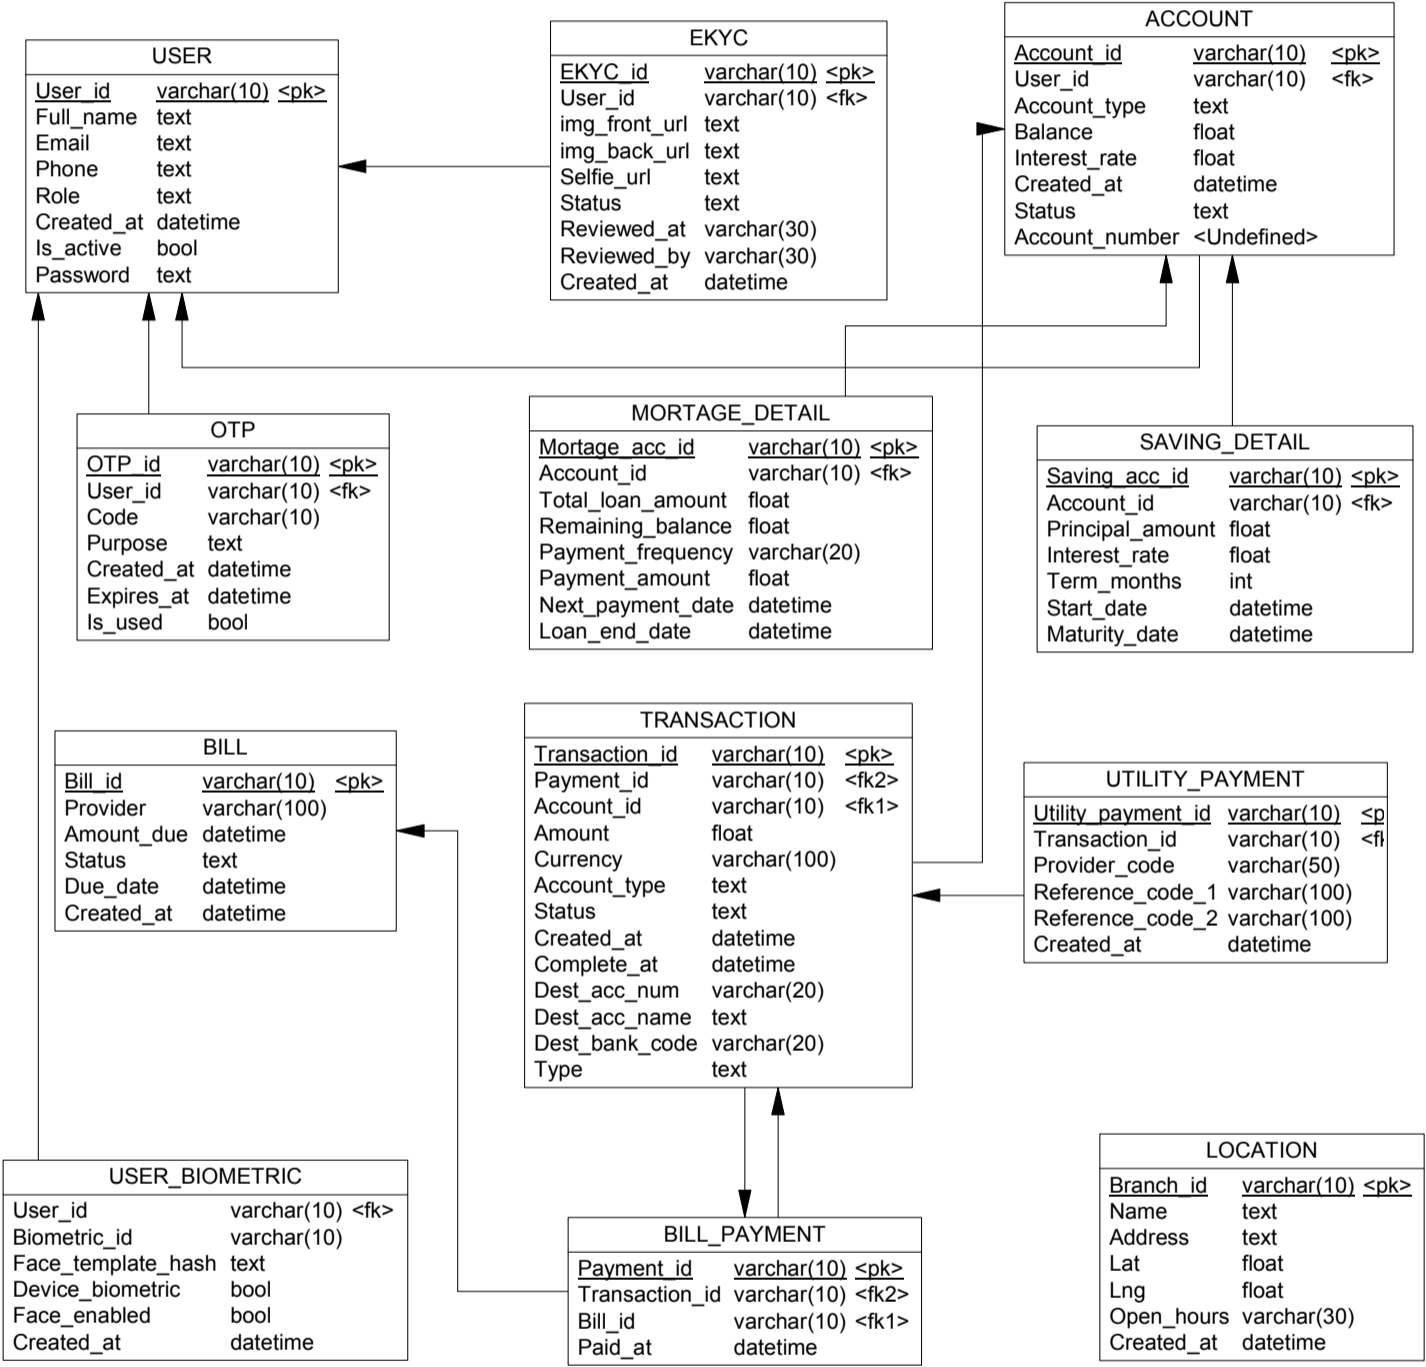 USER
User_id varchar(10) <pk>
Full_name text
Email text
Phone text
Role text
Created_at datetime
Is_active bool
Password text
EKYC
EKYC_id varchar(10) <pk>
User_id varchar(10) <fk>
img_front_url text
img_back_url text
Selfie_url text
Status text
Reviewed_at varchar(30)
Reviewed_by varchar(30)
Created_at datetime
ACCOUNT
Account_id varchar(10) <pk>
User_id varchar(10) <fk>
Account_type text
Balance float
Interest_rate float
Created_at datetime
Status text
Account_number <Undefined>
OTP
OTP_id varchar(10) <pk>
User_id varchar(10) <fk>
Code varchar(10)
Purpose text
Created_at datetime
Expires_at datetime
Is_used bool
MORTAGE_DETAIL
Mortage_acc_id varchar(10) <pk>
Account_id varchar(10) <fk>
Total_loan_amount float
Remaining_balance float
Payment_frequency varchar(20)
Payment_amount float
Next_payment_date datetime
Loan_end_date datetime
SAVING_DETAIL
Saving_acc_id varchar(10) <pk>
Account_id varchar(10) <fk>
Principal_amount float
Interest_rate float
Term_months int
Start_date datetime
Maturity_date datetime
BILL
Bill_id varchar(10) <pk>
Provider varchar(100)
Amount_due datetime
Status text
Due_date datetime
Created_at datetime
TRANSACTION
Transaction_id varchar(10) <pk>
Payment_id varchar(10) <fk2>
Account_id varchar(10) <fk1>
Amount float
Currency varchar(100)
Account_type text
Status text
Created_at datetime
Complete_at datetime
Dest_acc_num varchar(20)
Dest_acc_name text
Dest_bank_code varchar(20)
Type text
UTILITY_PAYMENT
Utility_payment_id varchar(10) <p
Transaction_id varchar(10) <fk
Provider_code varchar(50)
Reference_code_1 varchar(100)
Reference_code_2 varchar(100)
Created_at datetime
USER_BIOMETRIC
User_id varchar(10) <fk>
Biometric_id varchar(10)
Face_template_hash text
Device_biometric bool
Face_enabled bool
Created_at datetime
BILL_PAYMENT
Payment_id varchar(10) <pk>
Transaction_id varchar(10) <fk2>
Bill_id varchar(10) <fk1>
Paid_at datetime
LOCATION
Branch_id varchar(10) <pk>
Name text
Address text
Lat float
Lng float
Open_hours varchar(30)
Created_at datetime